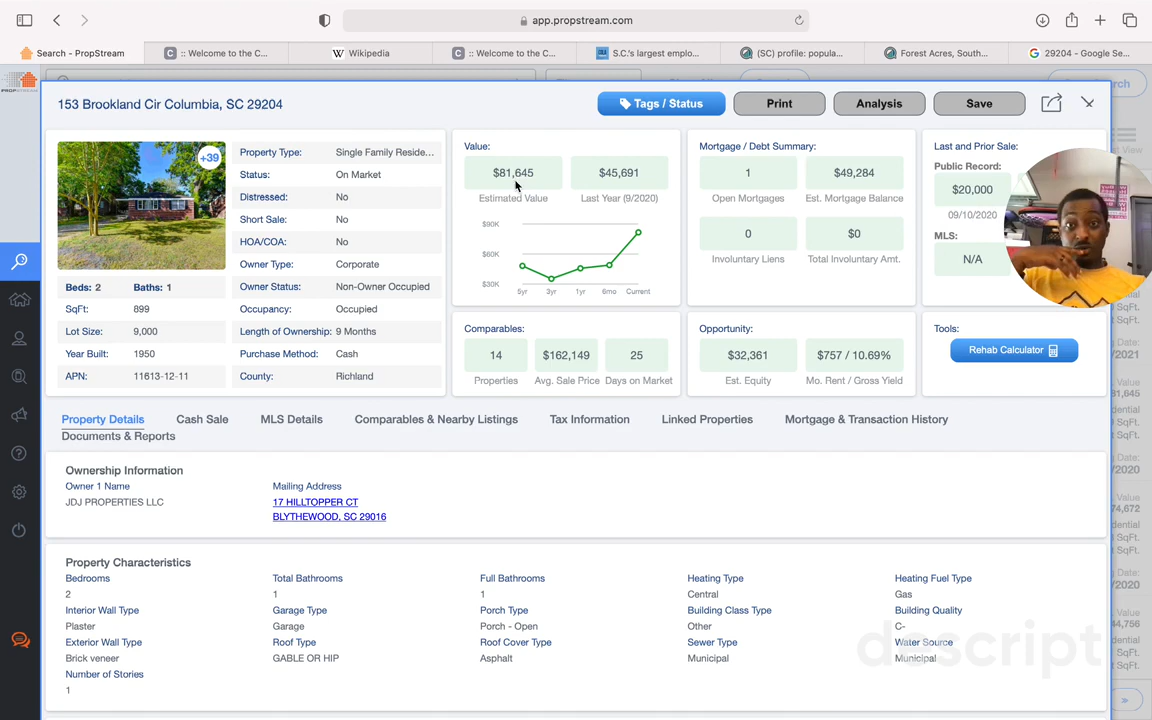 app.propstream.com
Search - PropStream
:: Welcome to the C...
Wikipedia
:: Welcome to the C...
S.C.'s largest emplo...
(SC) profile: popula...
Forest Acres, South...
29204 - Google Se...
153 Brookland Cir Columbia, SC 29204
Tags / Status
Print
Analysis
Save
+39
Property Type: Single Family Reside...
Status: On Market
Distressed: No
Short Sale: No
HOA/COA: No
Owner Type: Corporate
Owner Status: Non-Owner Occupied
Occupancy: Occupied
Length of Ownership: 9 Months
Purchase Method: Cash
County: Richland
Beds: 2 Baths: 1
SqFt: 899
Lot Size: 9,000
Year Built: 1950
APN: 11613-12-11
Value:
$81,645 $45,691
Estimated Value Last Year (9/2020)
$90K
$60K
$30K
5yr 3yr 1yr 6mo Current
Mortgage / Debt Summary:
1 $49,284
Open Mortgages Est. Mortgage Balance
0 $0
Involuntary Liens Total Involuntary Amt.
Last and Prior Sale:
Public Record:
$20,000
09/10/2020
MLS:
N/A
Comparables:
14 $162,149 25
Properties Avg. Sale Price Days on Market
Opportunity:
$32,361 $757 / 10.69%
Est. Equity Mo. Rent / Gross Yield
Tools:
Rehab Calculator
Property Details
Cash Sale
MLS Details
Comparables & Nearby Listings
Tax Information
Linked Properties
Mortgage & Transaction History
Documents & Reports
Ownership Information
Owner 1 Name Mailing Address
JDJ PROPERTIES LLC 17 HILLTOPPER CT
BLYTHEWOOD, SC 29016
Property Characteristics
Bedrooms Total Bathrooms Full Bathrooms Heating Type Heating Fuel Type
2 1 1 Central Gas
Interior Wall Type Garage Type Porch Type Building Class Type Building Quality
Plaster Garage Porch - Open Other C-
Exterior Wall Type Roof Type Roof Cover Type Sewer Type Water Source
Brick veneer GABLE OR HIP Asphalt Municipal Municipal
Number of Stories
1
descript